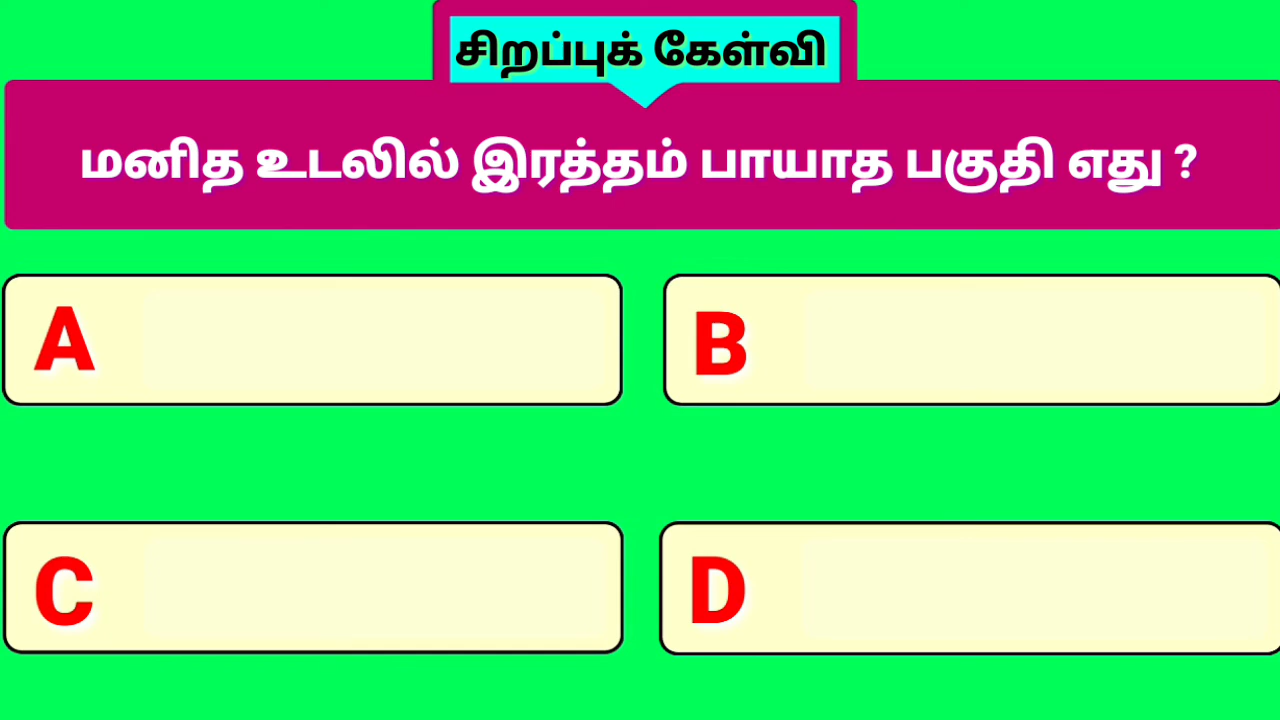 சிறப்புக் கேள்வி
மனித உடலில் இரத்தம் பாயாத பகுதி எது ?
A
B
C
D